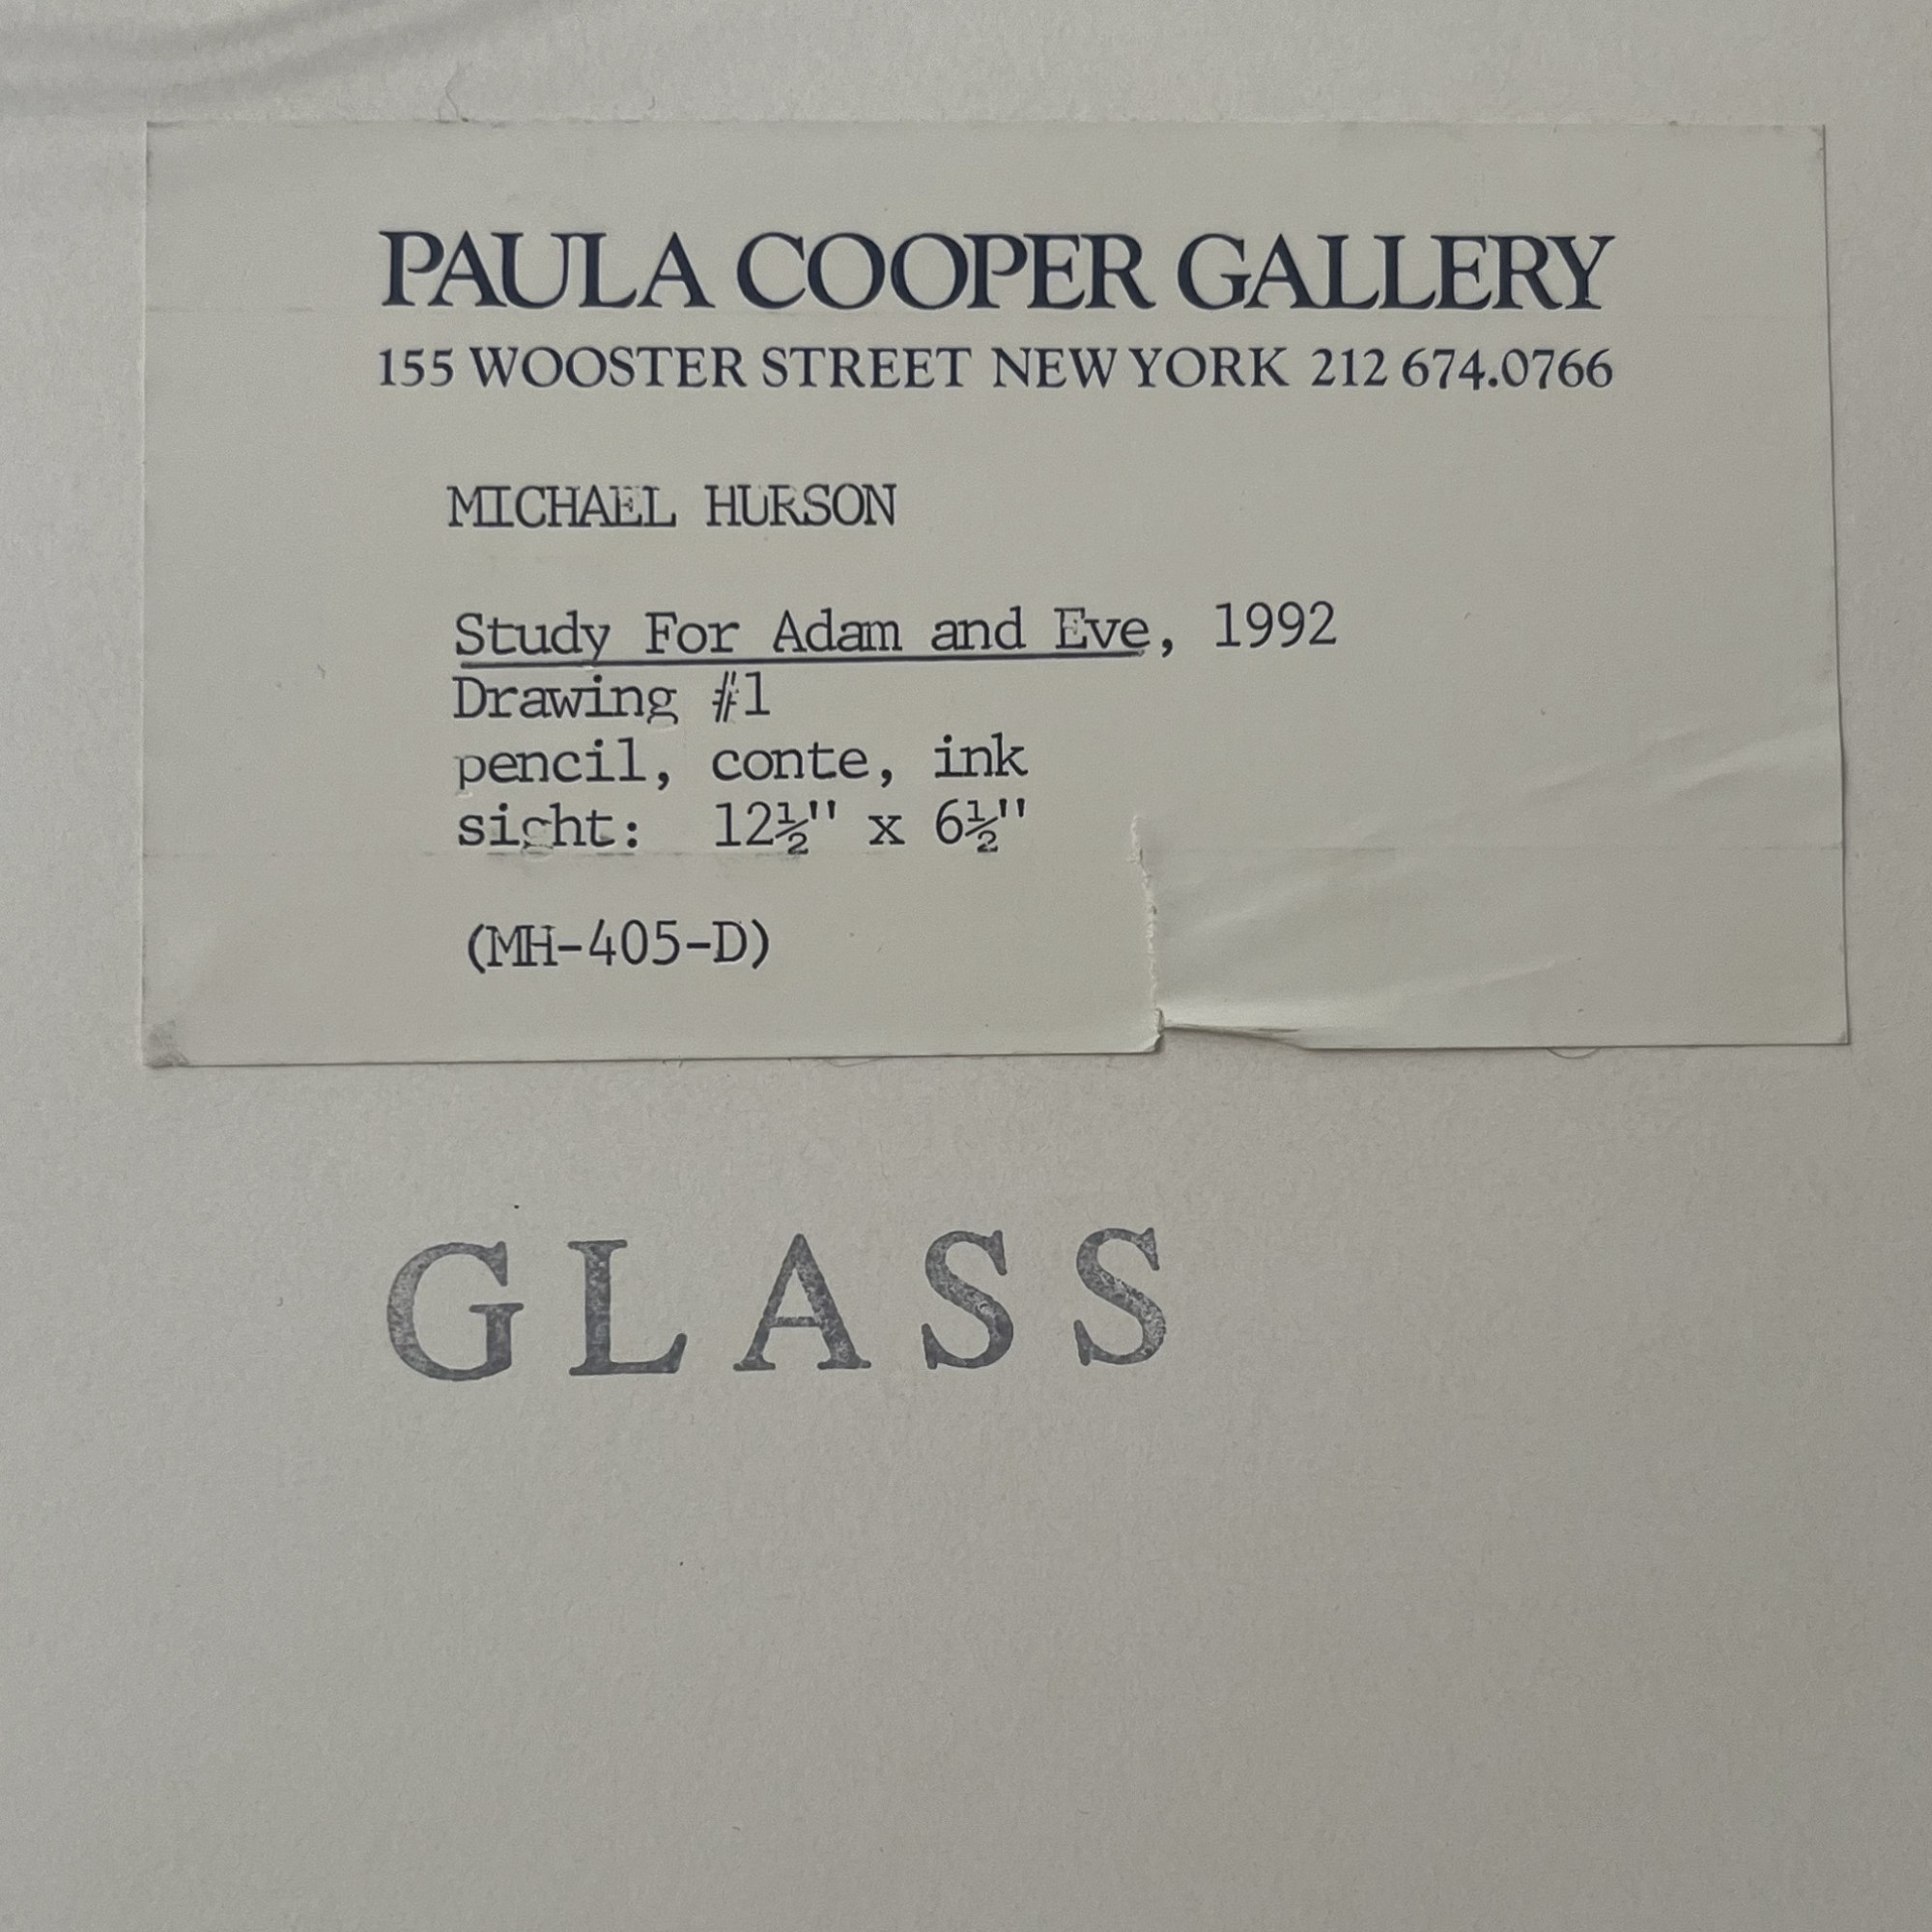 PAULA COOPER GALLERY
155 WOOSTER STREET NEW YORK 212 674.0766
MICHAEL HURSON
Study For Adam and Eve, 1992
Drawing #1
pencil, conte, ink
sight: 12½" x 6½"
(MH-405-D)
GLASS